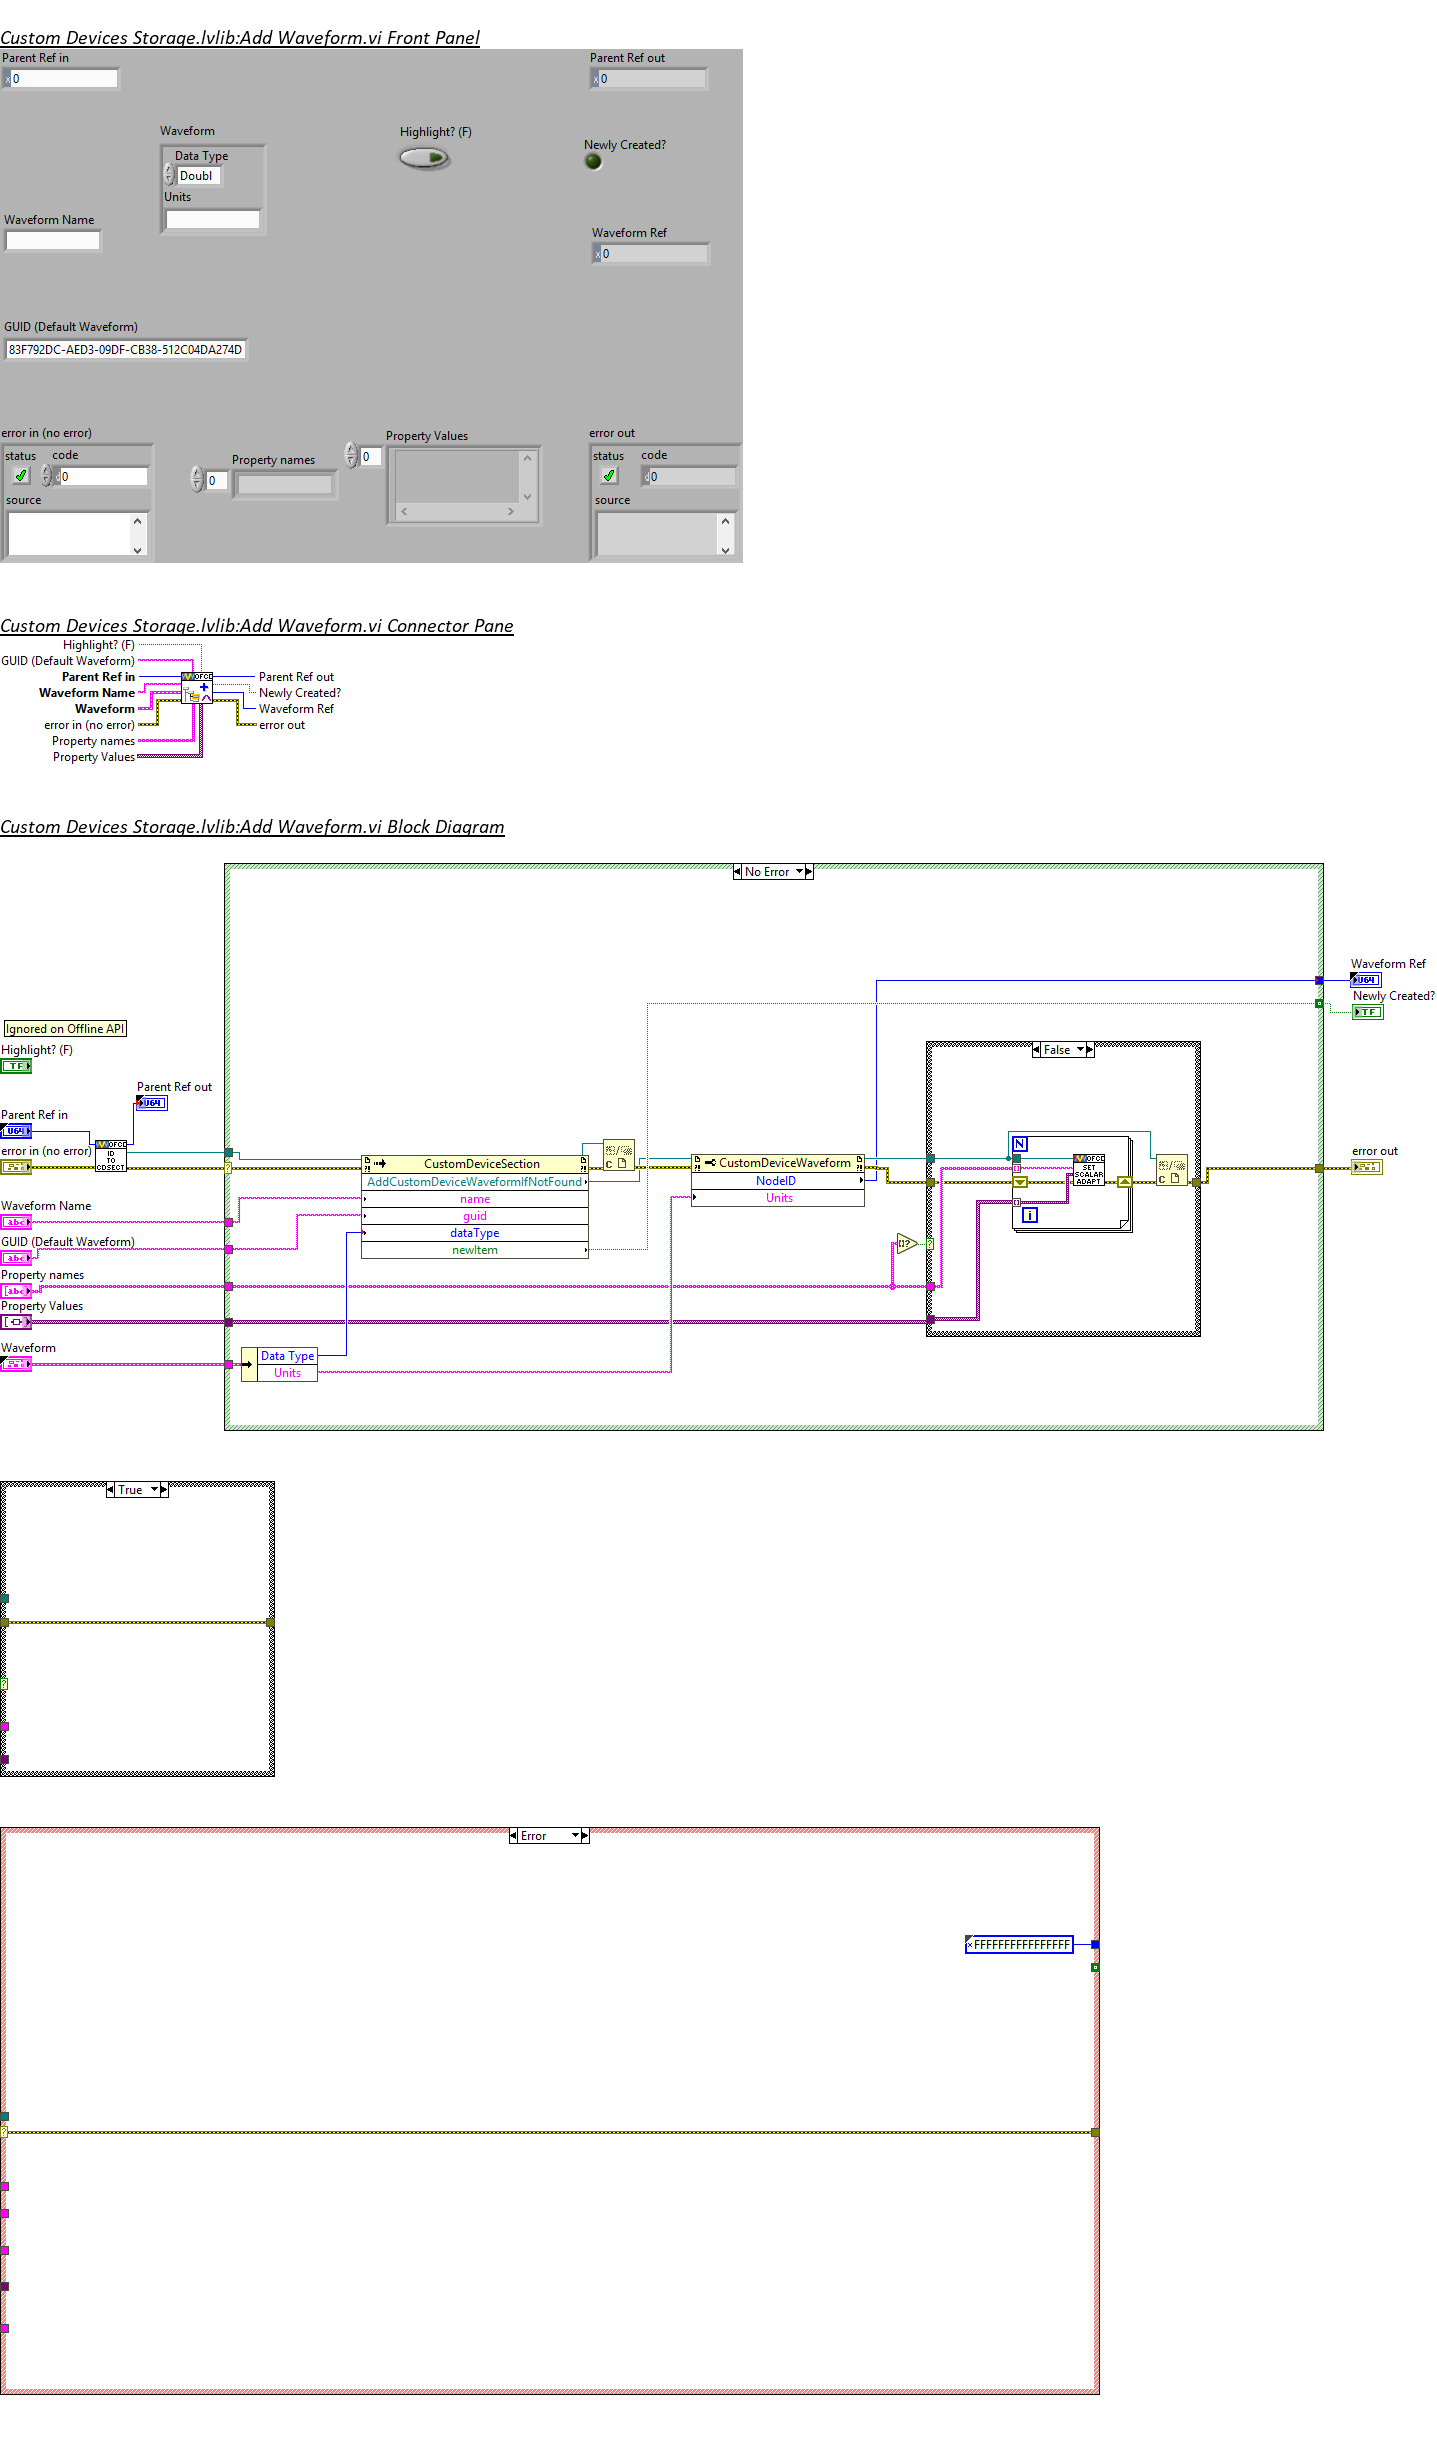 Custom Devices Storage.lvlib:Add Waveform.vi Front Panel
Parent Ref in
x 0
Parent Ref out
x 0
Waveform
Data Type
Doubl
Units
Highlight? (F)
Newly Created?
Waveform Name
Waveform Ref
x 0
GUID (Default Waveform)
83F792DC-AED3-09DF-CB38-512C04DA274D
error in (no error)
status code
d 0
source
Property names
0
Property Values
0
error out
status code
d 0
source
Custom Devices Storage.lvlib:Add Waveform.vi Connector Pane
Highlight? (F)
GUID (Default Waveform)
Parent Ref in
Waveform Name
Waveform
error in (no error)
Property names
Property Values
OFCD
Parent Ref out
Newly Created?
Waveform Ref
error out
Custom Devices Storage.lvlib:Add Waveform.vi Block Diagram
No Error
Waveform Ref
U64
Newly Created?
TF
Ignored on Offline API
Highlight? (F)
TF
Parent Ref out
U64
Parent Ref in
U64
error in (no error)
OFCD
ID
TO
CDSECT
Waveform Name
abc
GUID (Default Waveform)
abc
Property names
abc
Property Values
Waveform
?
CustomDeviceSection
AddCustomDeviceWaveformIfNotFound
name
guid
dataType
newItem
C
CustomDeviceWaveform
NodeID
Units
Data Type
Units
False
N
OFCD
SET
SCALAR
ADAPT
i
C
?
error out
True
?
Error
x FFFFFFFFFFFFFFFF
?